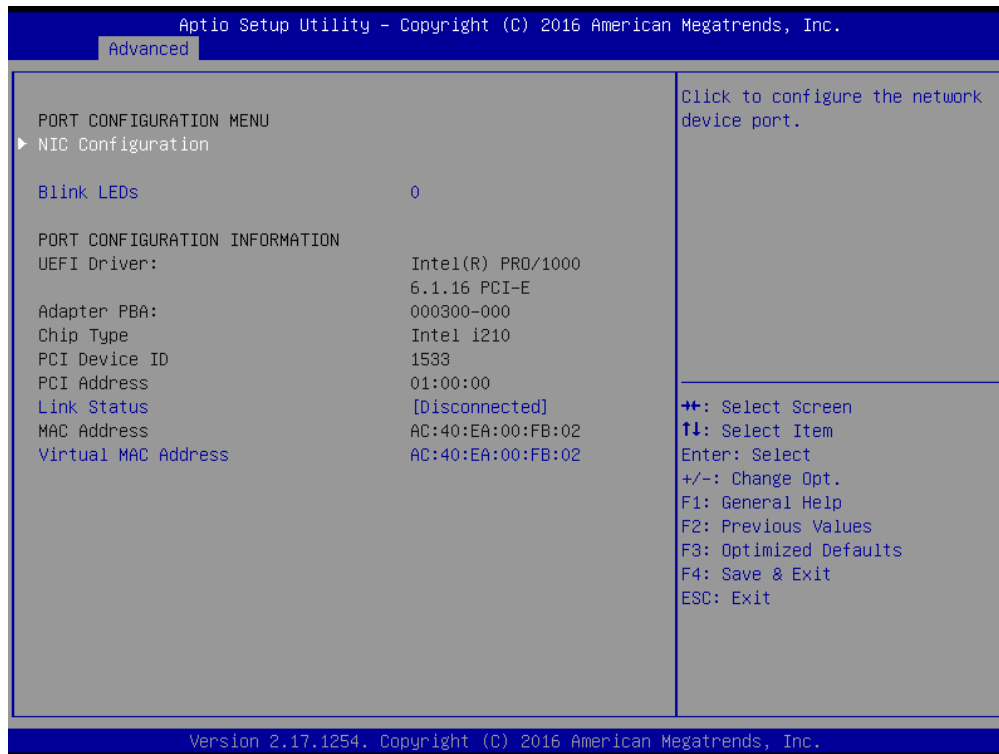 Aptio Setup Utility – Copyright (C) 2016 American Megatrends, Inc.
Advanced
PORT CONFIGURATION MENU
NIC Configuration
Blink LEDs 0
PORT CONFIGURATION INFORMATION
UEFI Driver: Intel(R) PRO/1000
6.1.16 PCI-E
Adapter PBA: 000300-000
Chip Type Intel i210
PCI Device ID 1533
PCI Address 01:00:00
Link Status [Disconnected]
MAC Address AC:40:EA:00:FB:02
Virtual MAC Address AC:40:EA:00:FB:02
Click to configure the network
device port.
→←: Select Screen
↑↓: Select Item
Enter: Select
+/-: Change Opt.
F1: General Help
F2: Previous Values
F3: Optimized Defaults
F4: Save & Exit
ESC: Exit
Version 2.17.1254. Copyright (C) 2016 American Megatrends, Inc.